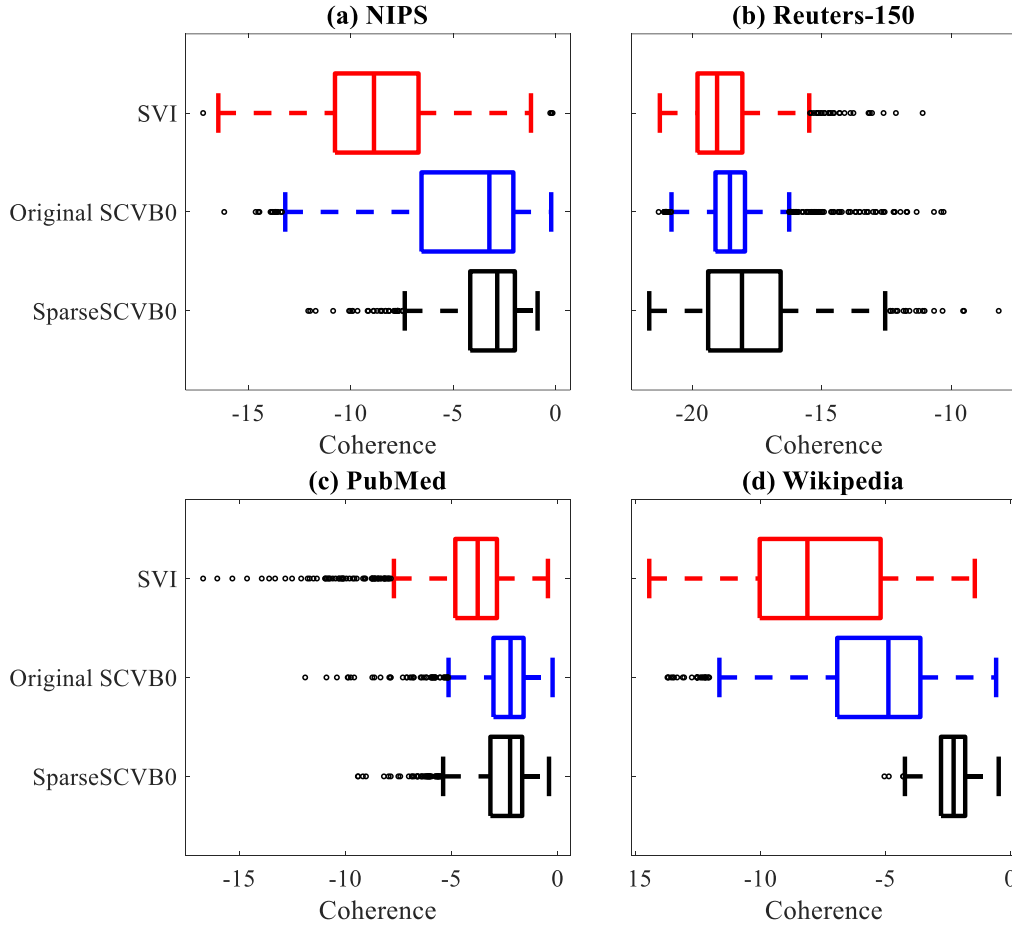 (a) NIPS
(b) Reuters-150
SVI
Original SCVB0
SparseSCVB0
-15 -10 -5 0
-20 -15 -10
Coherence
Coherence
(c) PubMed
(d) Wikipedia
SVI
Original SCVB0
SparseSCVB0
-15 -10 -5 0
15 -10 -5 0
Coherence
Coherence